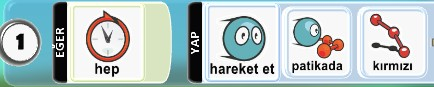 1
EĞER
hep
YAP
hareket et
patikada
kırmızı